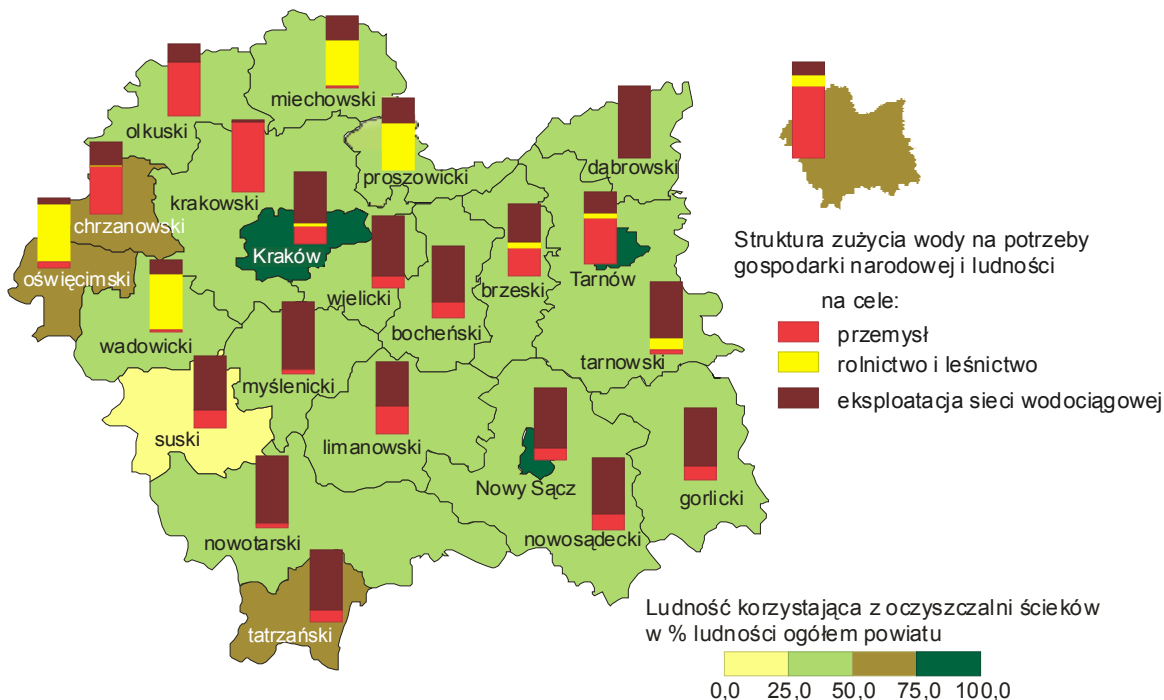 miechowski
olkuski
proszowicki
dąbrowski
krakowski
chrzanowski
oświęcimski
Kraków
wielicki
bocheński
brzeski
Tarnów
wadowicki
myślenicki
tarnowski
suski
limanowski
Nowy Sącz
gorlicki
nowotarski
nowosądecki
tatrzański
Struktura zużycia wody na potrzeby
gospodarki narodowej i ludności
na cele:
przemysł
rolnictwo i leśnictwo
eksploatacja sieci wodociągowej
Ludność korzystająca z oczyszczalni ścieków
w % ludności ogółem powiatu
0,0 25,0 50,0 75,0 100,0